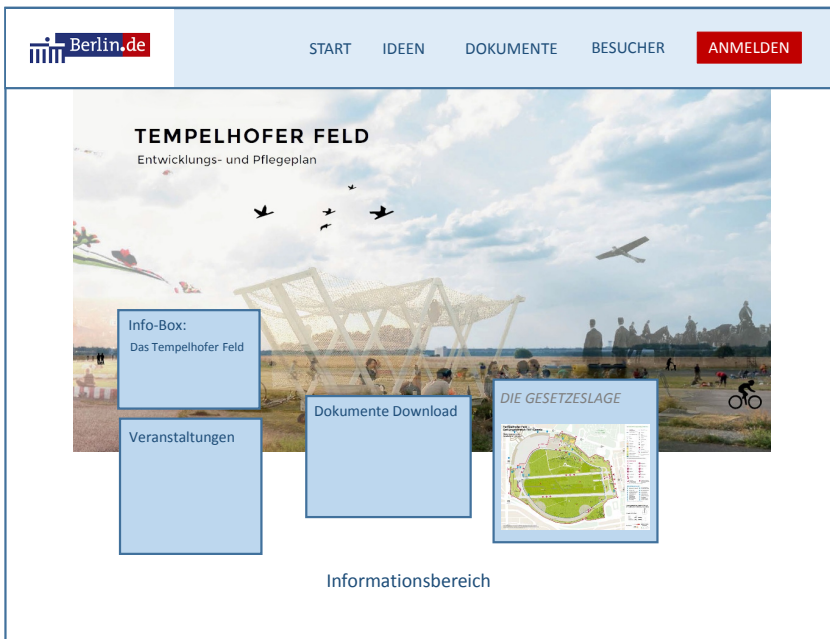 Berlin.de
START IDEEN DOKUMENTE BESUCHER ANMELDEN
TEMPELHOFER FELD
Entwicklungs- und Pflegeplan
Info-Box:
Das Tempelhofer Feld
Veranstaltungen
Dokumente Download
DIE GESETZESLAGE
Informationsbereich